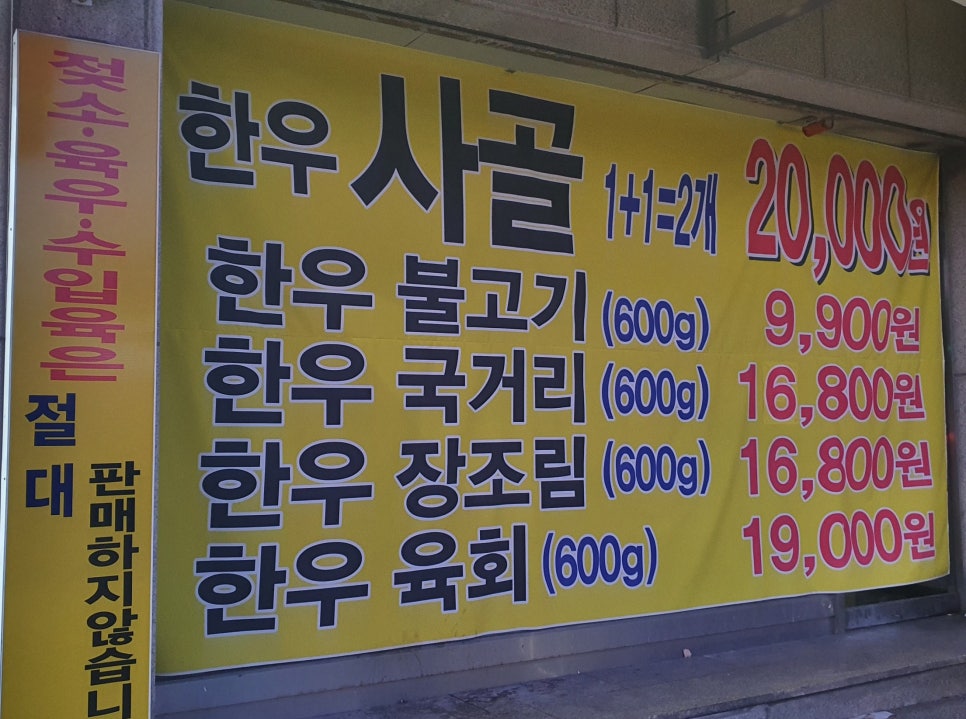 젖소·육우·수입육은
절대
판매하지않습니
한우 사골 1+1=2개 20,000원
한우 불고기 (600g) 9,900원
한우 국거리 (600g) 16,800원
한우 장조림 (600g) 16,800원
한우 육회 (600g) 19,000원